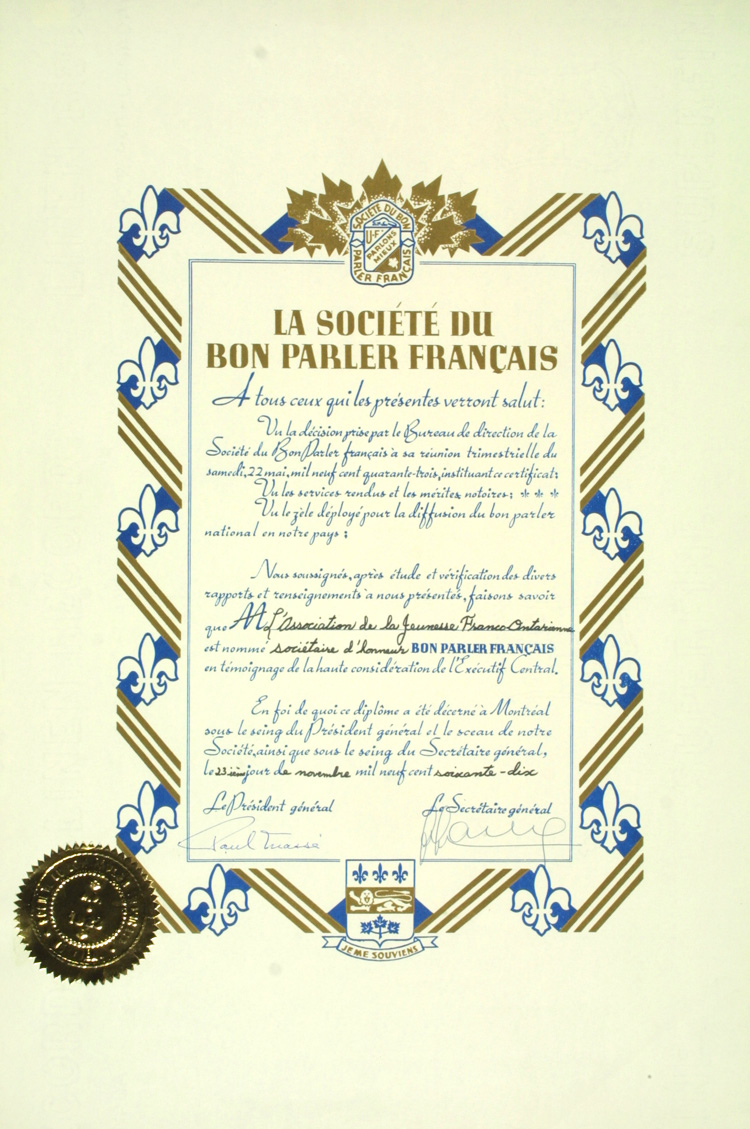 SOCIÉTÉ DU BON
U-F
PARLONS
MIEUX
PARLER FRANÇAIS
LA SOCIÉTÉ DU
BON PARLER FRANÇAIS
A tous ceux qui les présentes verront salut:
Vu la décision prise par le Bureau de direction de la
Société du Bon Parler français à sa réunion trimestrielle du
samedi, 22 mai, mil neuf cent quarante-trois, instituant ce certificat;
Vu les services rendus et les mérites notoires; * * *
Vu le zèle déployé pour la diffusion du bon parler
national en notre pays;
Nous soussignés, après étude et vérification des divers
rapports et renseignements à nous présentés, faisons savoir
que M L'Association de la Jeunesse Franco-Ontarienne
est nommé sociétaire d'honneur BON PARLER FRANÇAIS
en témoignage de la haute considération de l'Exécutif Central.
En foi de quoi ce diplôme a été décerné à Montréal
sous le seing du Président général et le sceau de notre
Société, ainsi que sous le seing du Secrétaire général,
le 23ième jour de novembre mil neuf cent soixante-dix
Le Président général Le Secrétaire général
Paul Massé
JE ME SOUVIENS